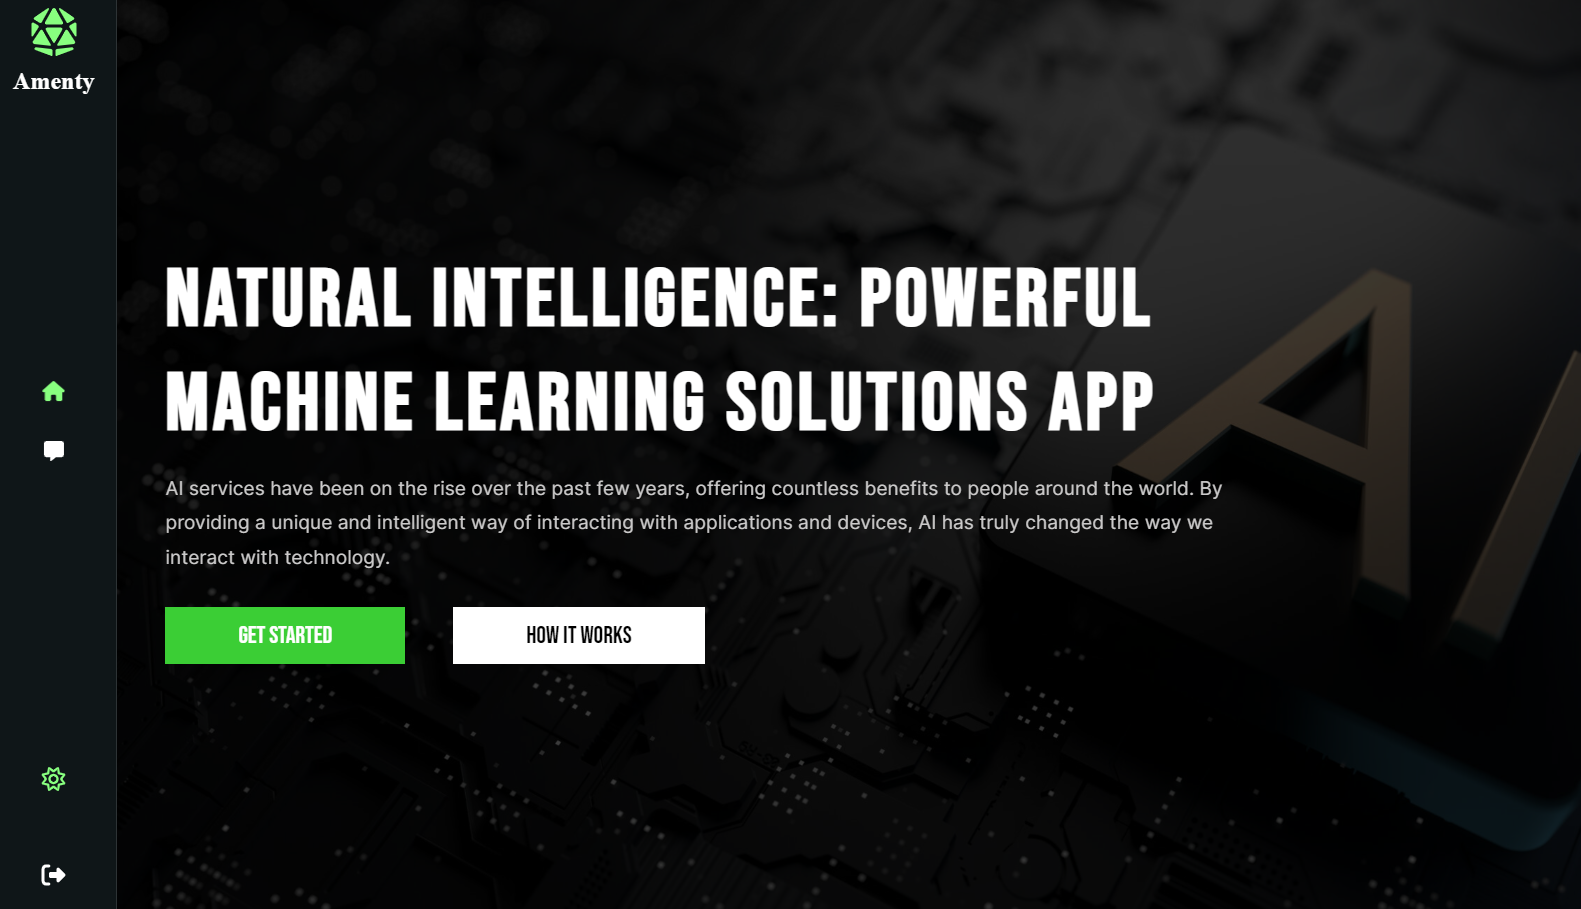 Amenty
NATURAL INTELLIGENCE: POWERFUL
MACHINE LEARNING SOLUTIONS APP
AI services have been on the rise over the past few years, offering countless benefits to people around the world. By
providing a unique and intelligent way of interacting with applications and devices, AI has truly changed the way we
interact with technology.
GET STARTED
HOW IT WORKS
AI